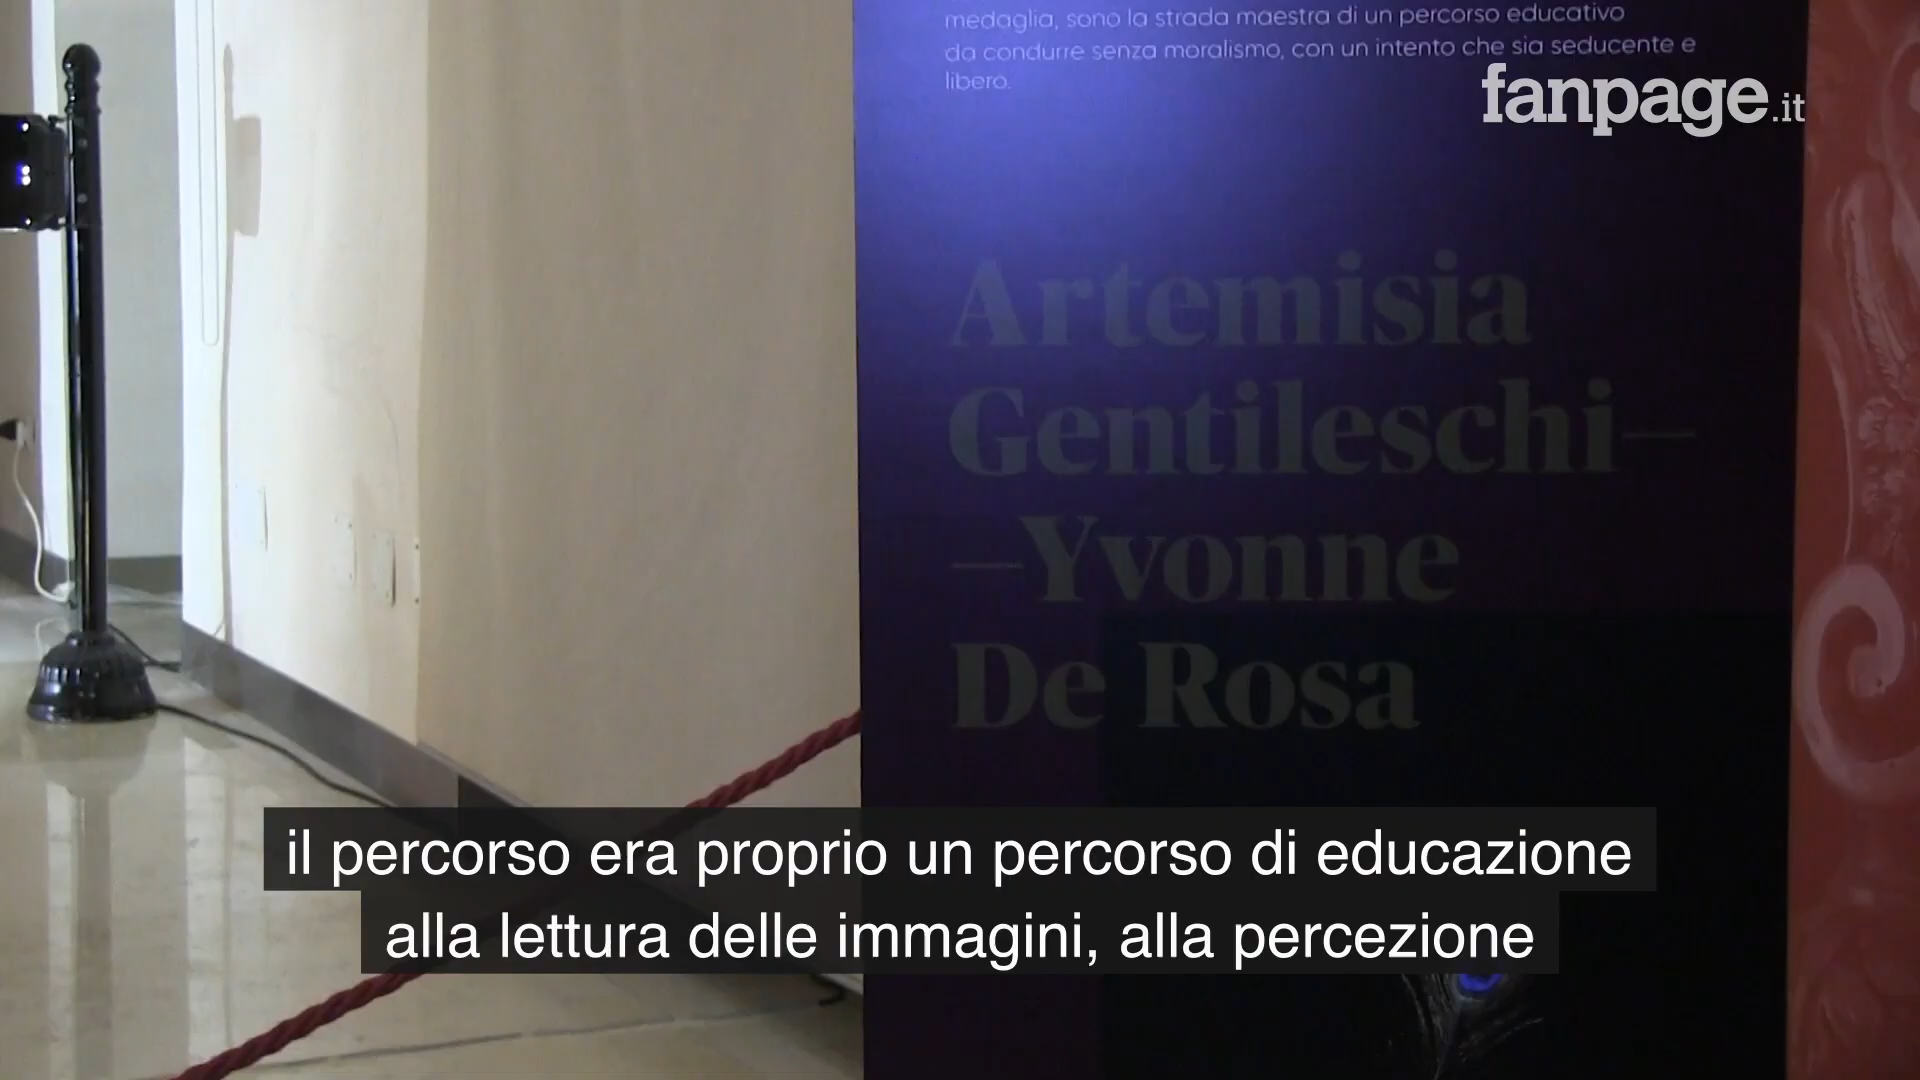 medaglia, sono la strada maestra di un percorso educativo
da condurre senza moralismo, con un intento che sia seducente e
libero.
fanpage.it
Artemisia
Gentileschi—
—Yvonne
De Rosa
il percorso era proprio un percorso di educazione
alla lettura delle immagini, alla percezione